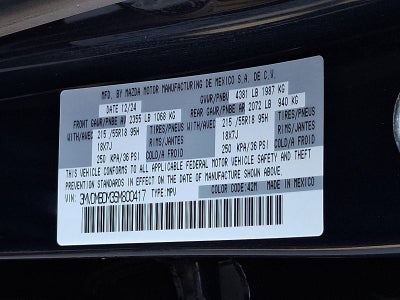 MFD. BY MAZDA MOTOR MANUFACTURING DE MEXICO S.A. DE C.V.
DATE 12/24 GVWR/PNBV 4381 LB 1987 KG
FRONT GAWR/PNBE AV 2355 LB 1068 KG REAR GAWR/PNBE AR 2072 LB 940 KG
WITH/AVEC 215/55R18 95H TIRES/PNEUS WITH/AVEC 215/55R18 95H TIRES/PNEUS
18X7J RIMS/JANTES 18X7J RIMS/JANTES
250 KPA/36 PSI COLD/A FROID 250 KPA/36 PSI COLD/A FROID
THIS VEHICLE CONFORMS TO ALL APPLICABLE FEDERAL MOTOR VEHICLE SAFETY AND THEFT
PREVENTION STANDARDS IN EFFECT ON THE DATE OF MANUFACTURE SHOWN ABOVE.
VIN: TYPE MPV COLOR CODE:42M MADE IN MEXICO